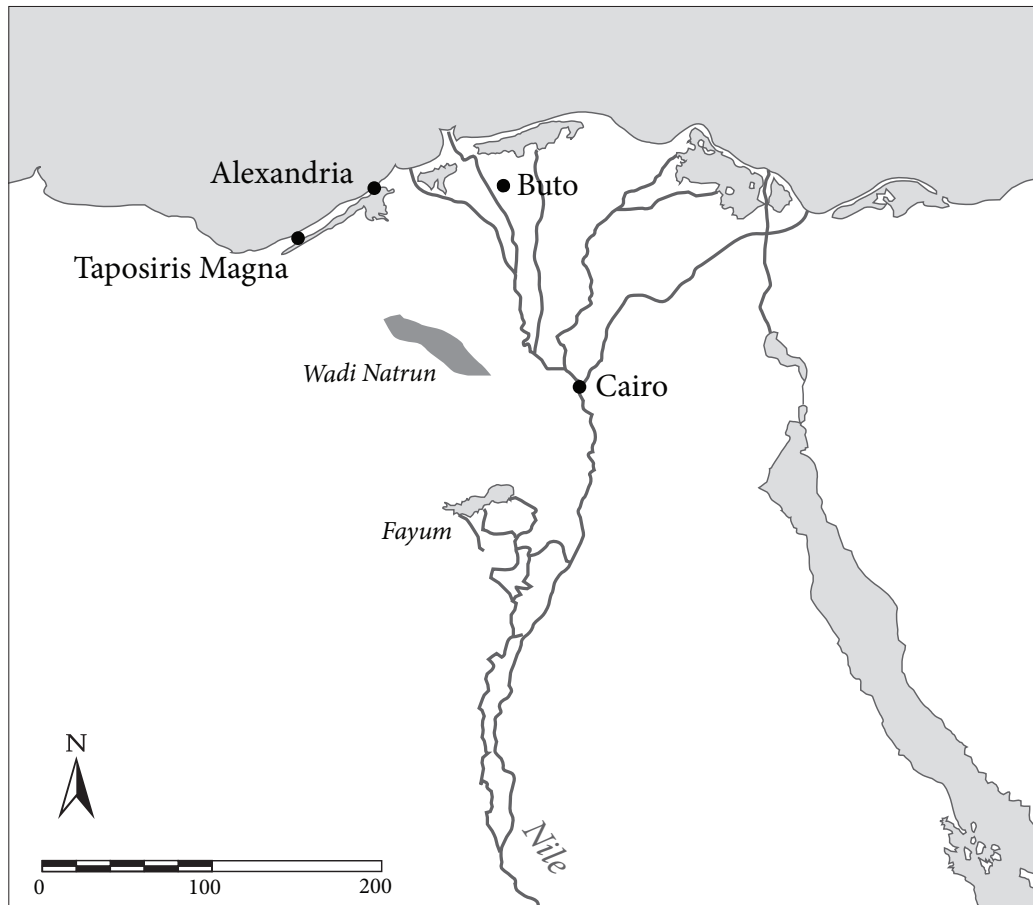 Alexandria
Buto
Taposiris Magna
Wadi Natrun
Cairo
Fayum
N
Nile
0 100 200